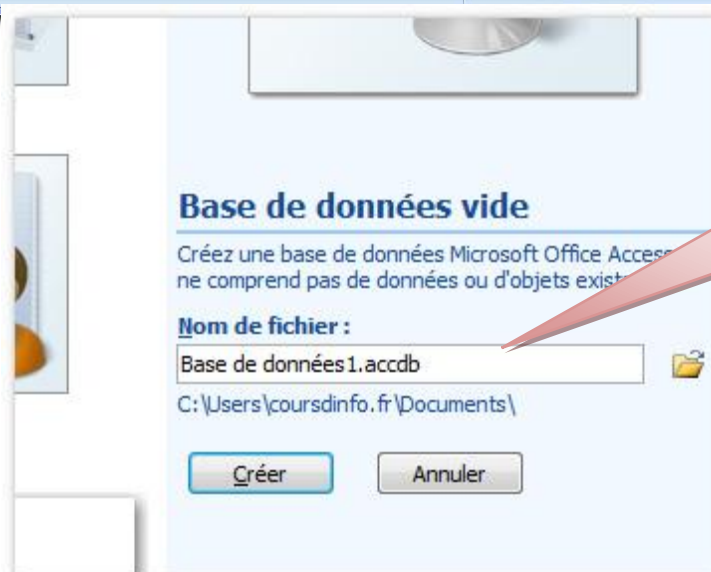 Base de données vide
Créez une base de données Microsoft Office Access
ne comprend pas de données ou d'objets
Nom de fichier :
Base de données1.accdb
C:\Users\coursdinfo.fr\Documents\
Créer
Annuler